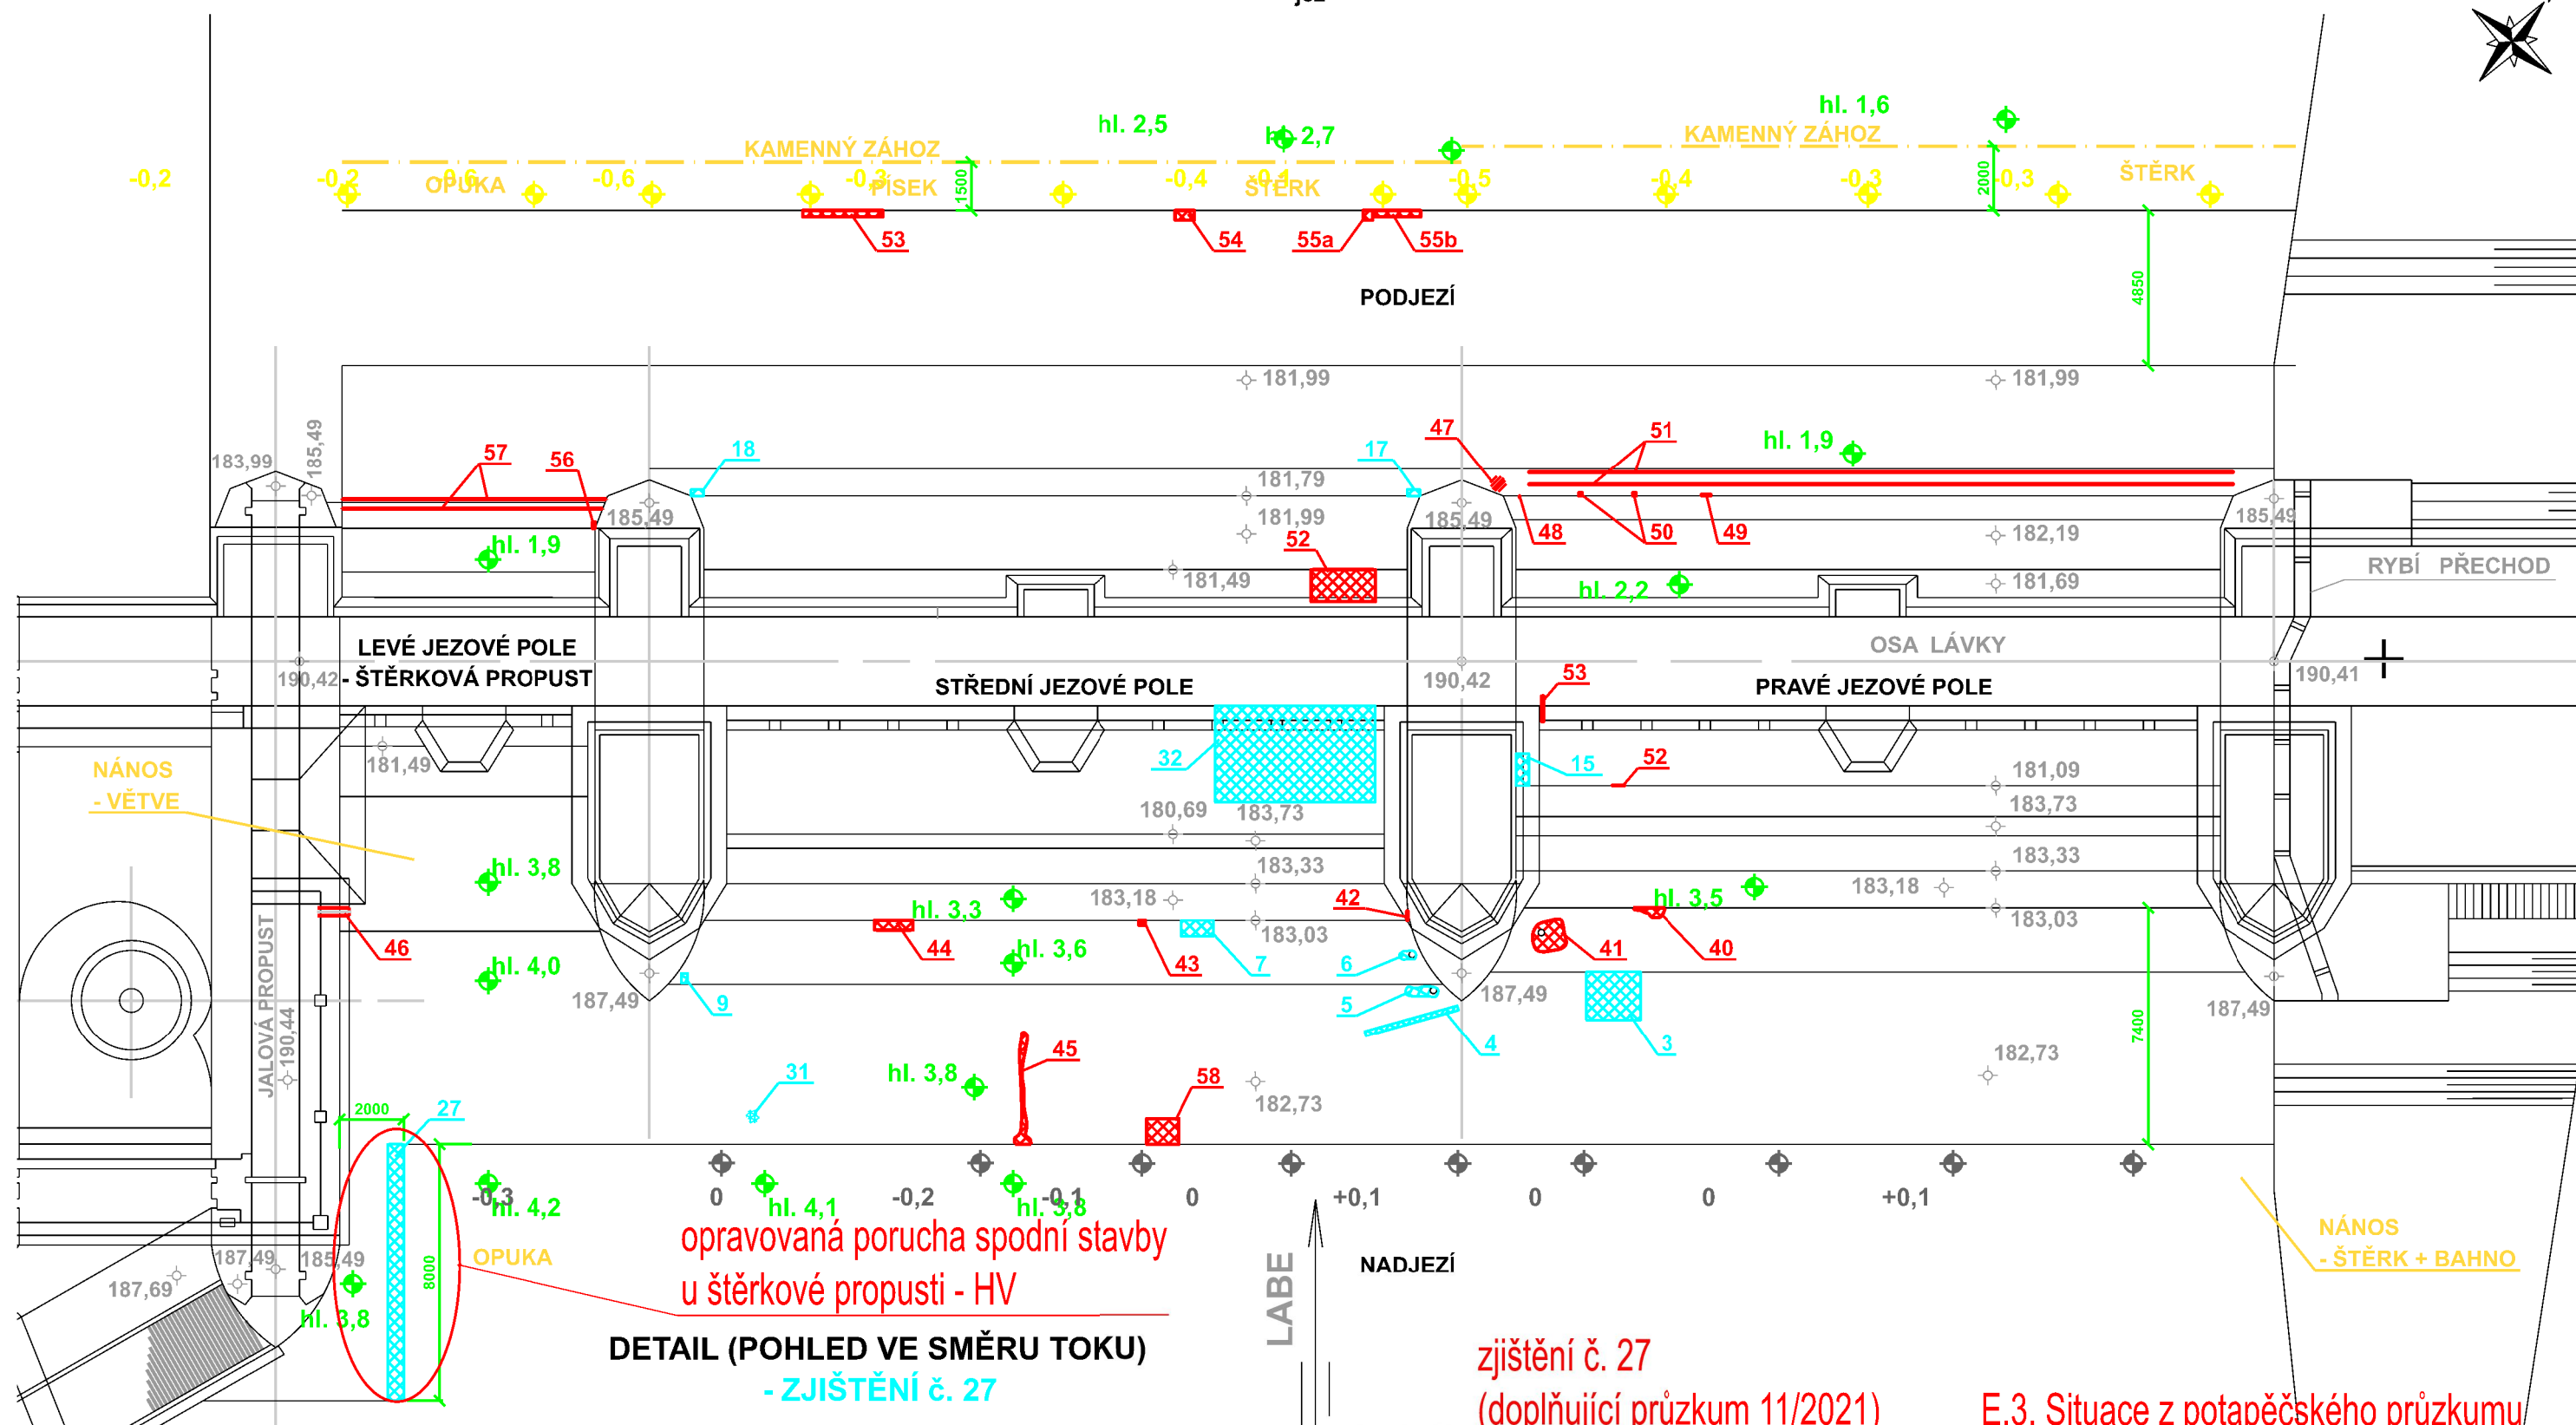 hl. 2,5
hl. 2,7
hl. 1,6
KAMENNÝ ZÁHOZ
KAMENNÝ ZÁHOZ
-0,2
-0,2
-0,6
OPUKA
-0,6
-0,3
PÍSEK
1500
-0,4
-0,1
ŠTĚRK
-0,5
-0,4
-0,3
2000
-0,3
ŠTĚRK
53
54
55a
55b
PODJEZÍ
4850
181,99
181,99
183,99
185,49
57
56
18
17
47
51
hl. 1,9
185,49
181,79
181,99
185,49
48
50
49
182,19
185,49
hl. 1,9
52
181,49
hl. 2,2
181,69
RYBÍ PŘECHOD
LEVÉ JEZOVÉ POLE
- ŠTĚRKOVÁ PROPUST
190,42
STŘEDNÍ JEZOVÉ POLE
190,42
53
OSA LÁVKY
PRAVÉ JEZOVÉ POLE
190,41
NÁNOS
- VĚTVE
181,49
32
15
52
181,09
180,69
183,73
183,73
hl. 3,8
183,33
183,33
hl. 3,3
183,18
42
hl. 3,5
183,18
46
44
43
7
183,03
6
41
40
183,03
hl. 4,0
hl. 3,6
JALOVÁ PROPUST
190,44
187,49
9
5
187,49
187,49
4
3
7400
31
hl. 3,8
45
58
182,73
182,73
2000
27
-0,3
hl. 4,2
0
hl. 4,1
-0,2
-0,1
hl. 3,8
0
+0,1
0
0
+0,1
8000
OPUKA
opravovaná porucha spodní stavby
u štěrkové propusti - HV
187,69
187,49
185,49
hl. 3,8
LABE
NADJEZÍ
NÁNOS
- ŠTĚRK + BAHNO
DETAIL (POHLED VE SMĚRU TOKU)
- ZJIŠTĚNÍ č. 27
zjištění č. 27
(doplňující průzkum 11/2021)
E.3. Situace z potapěčského průzkumu